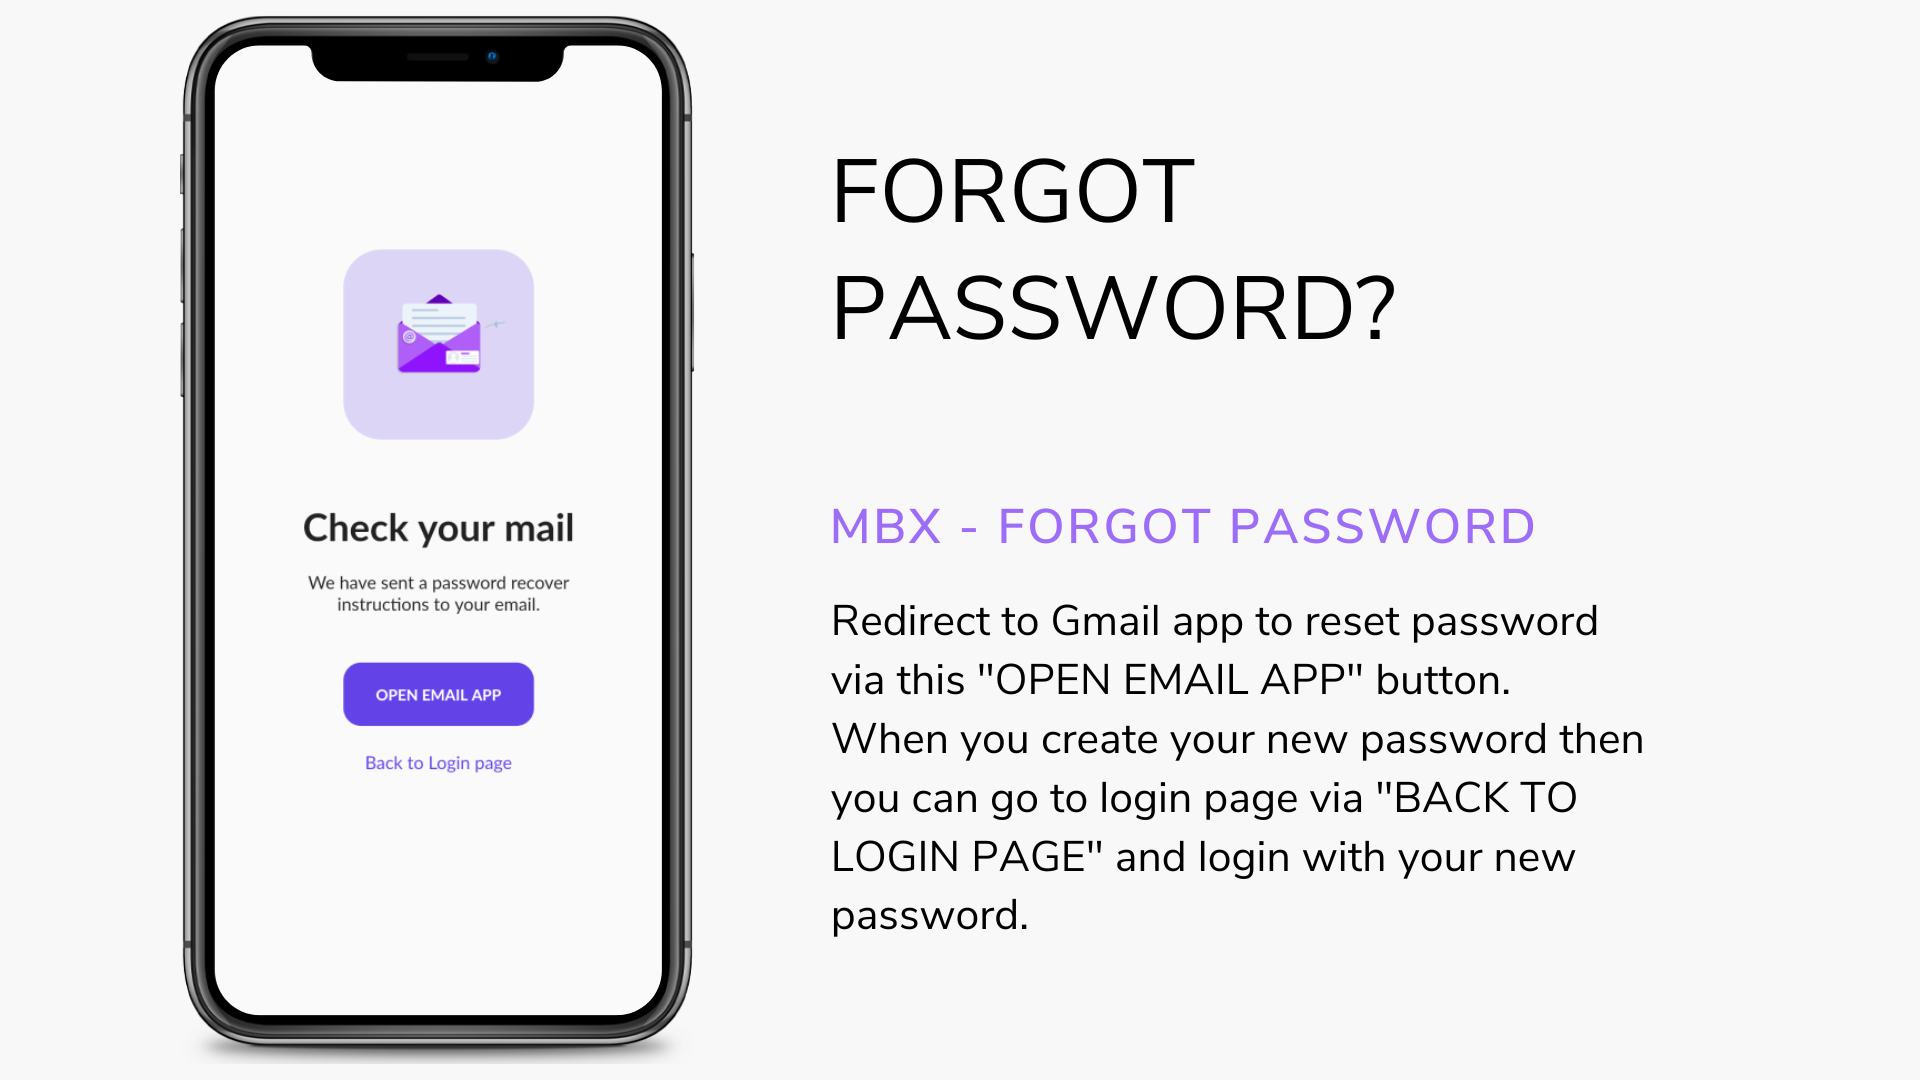 Check your mail
We have sent a password recover
instructions to your email.
OPEN EMAIL APP
Back to Login page
FORGOT
PASSWORD?
MBX - FORGOT PASSWORD
Redirect to Gmail app to reset password
via this "OPEN EMAIL APP" button.
When you create your new password then
you can go to login page via "BACK TO
LOGIN PAGE" and login with your new
password.